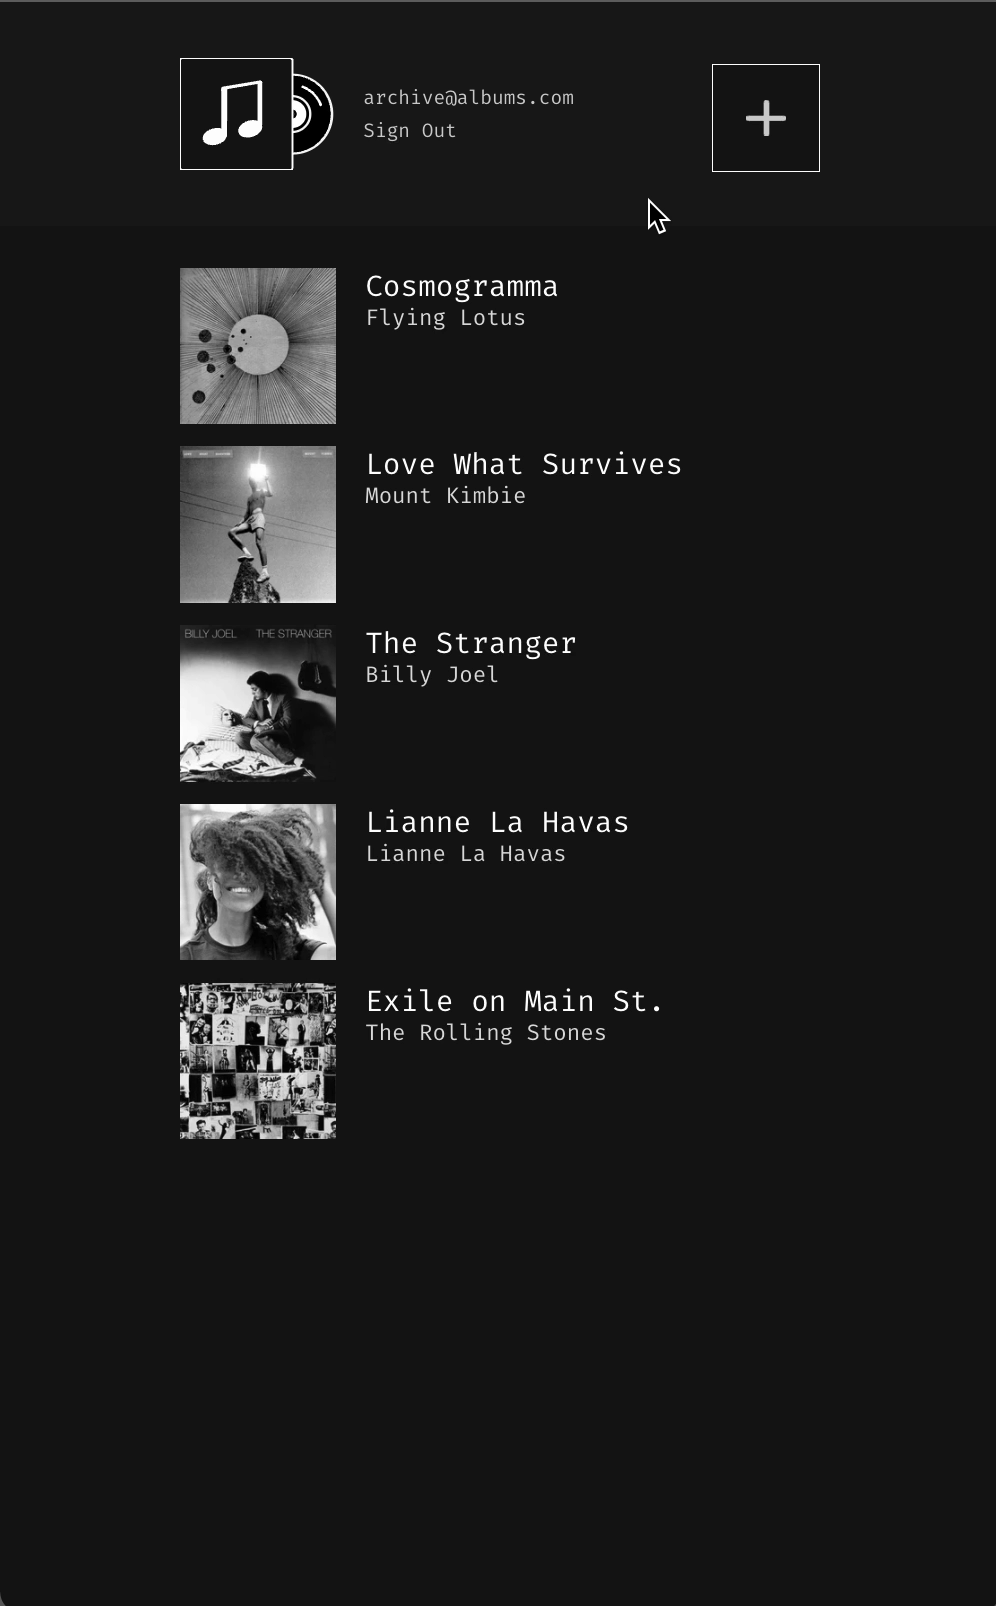 archive@albums.com
Sign Out
Cosmogramma
Flying Lotus
Love What Survives
Mount Kimbie
BILLY JOEL THE STRANGER
The Stranger
Billy Joel
Lianne La Havas
Lianne La Havas
Exile on Main St.
The Rolling Stones